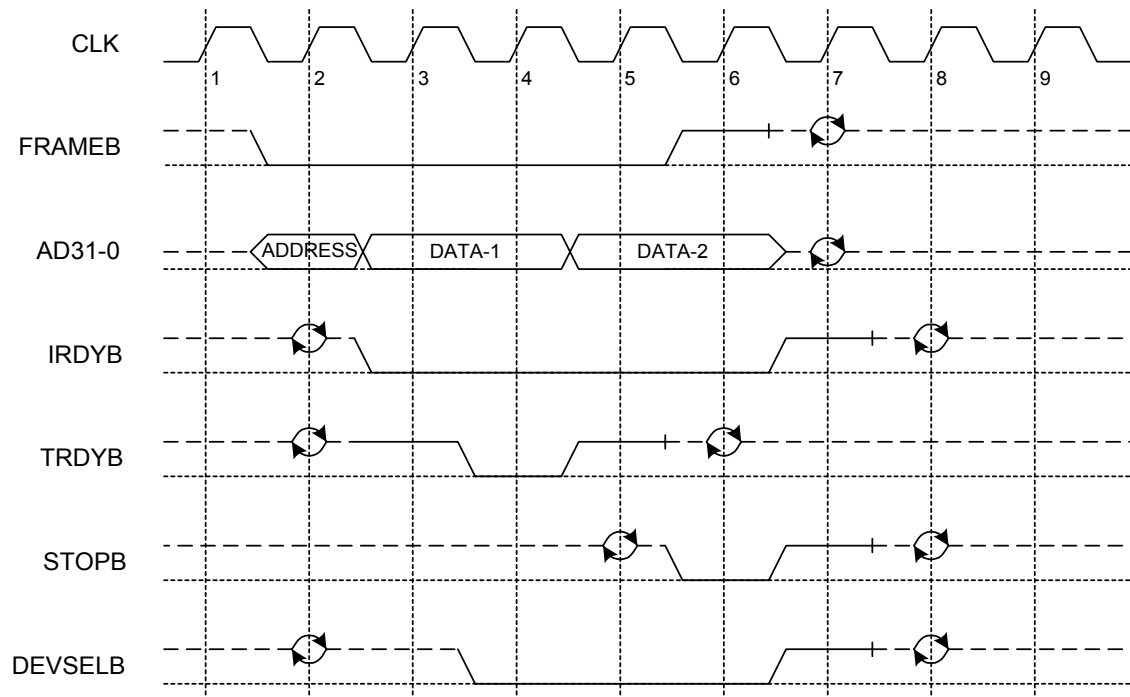 CLK
1 2 3 4 5 6 7 8 9
FRAMEB
AD31-0
ADDRESS DATA-1 DATA-2
IRDYB
TRDYB
STOPB
DEVSELB